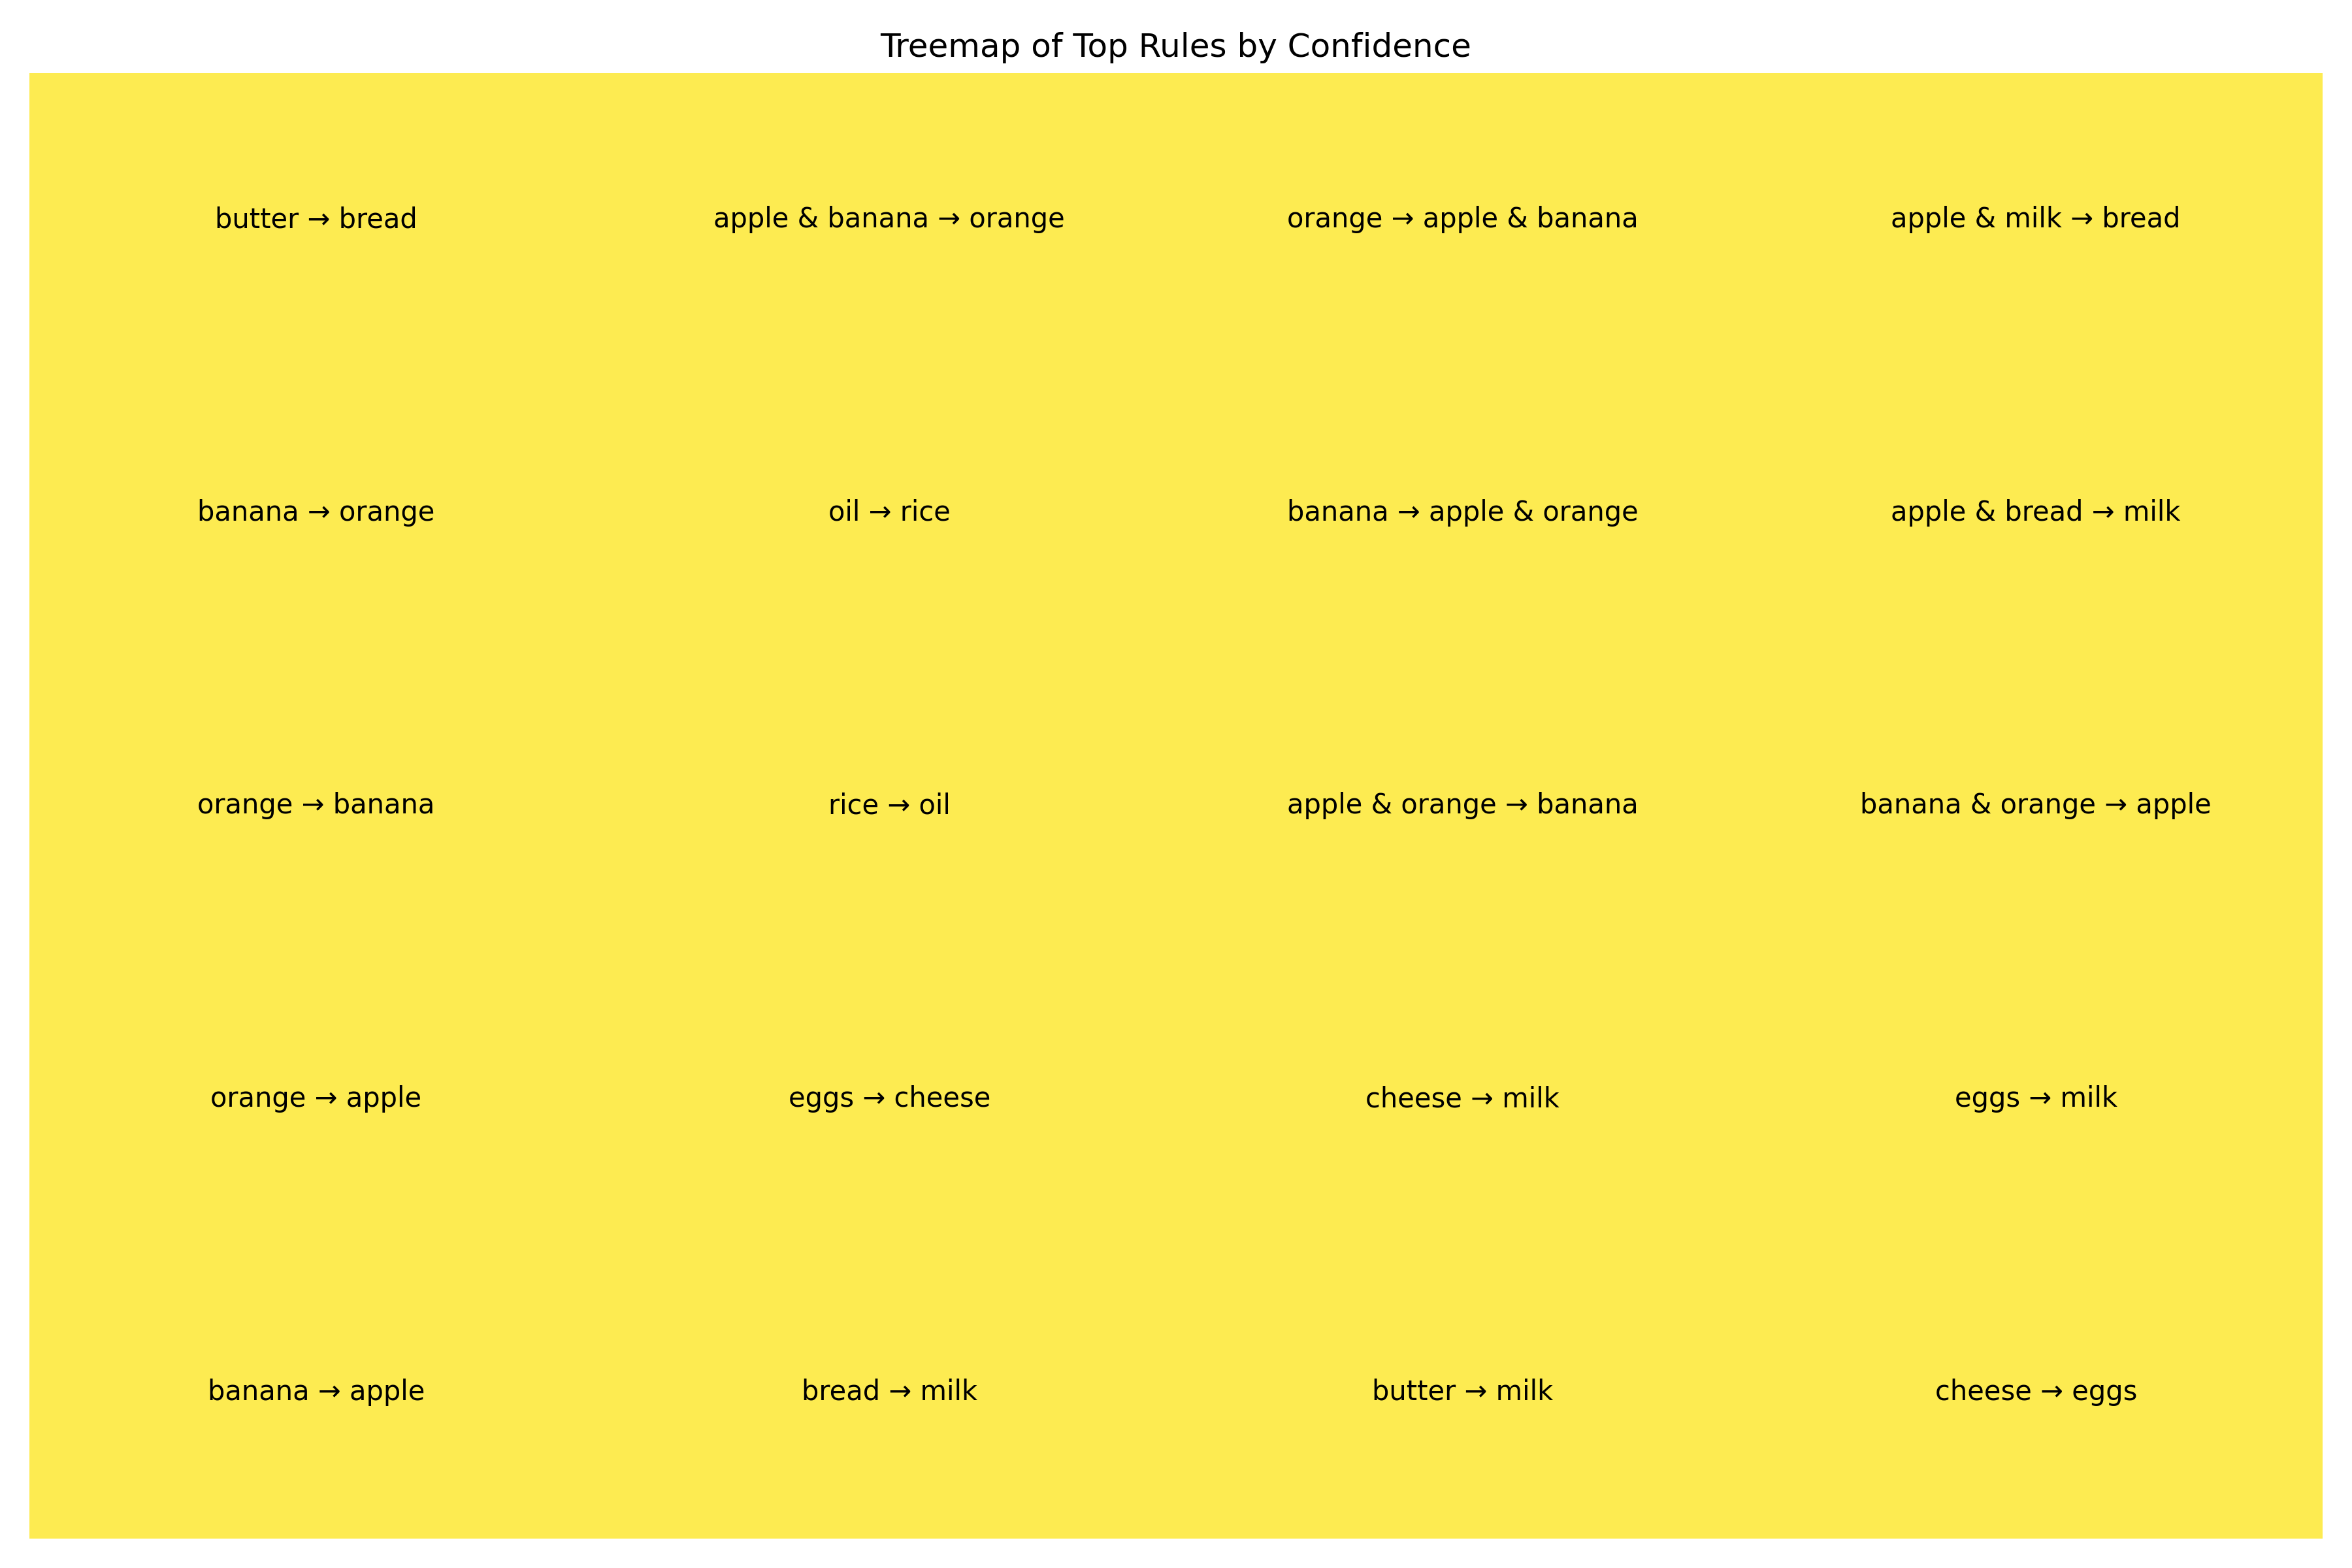 Treemap of Top Rules by Confidence
butter → bread
apple & banana → orange
orange → apple & banana
apple & milk → bread
banana → orange
oil → rice
banana → apple & orange
apple & bread → milk
orange → banana
rice → oil
apple & orange → banana
banana & orange → apple
orange → apple
eggs → cheese
cheese → milk
eggs → milk
banana → apple
bread → milk
butter → milk
cheese → eggs